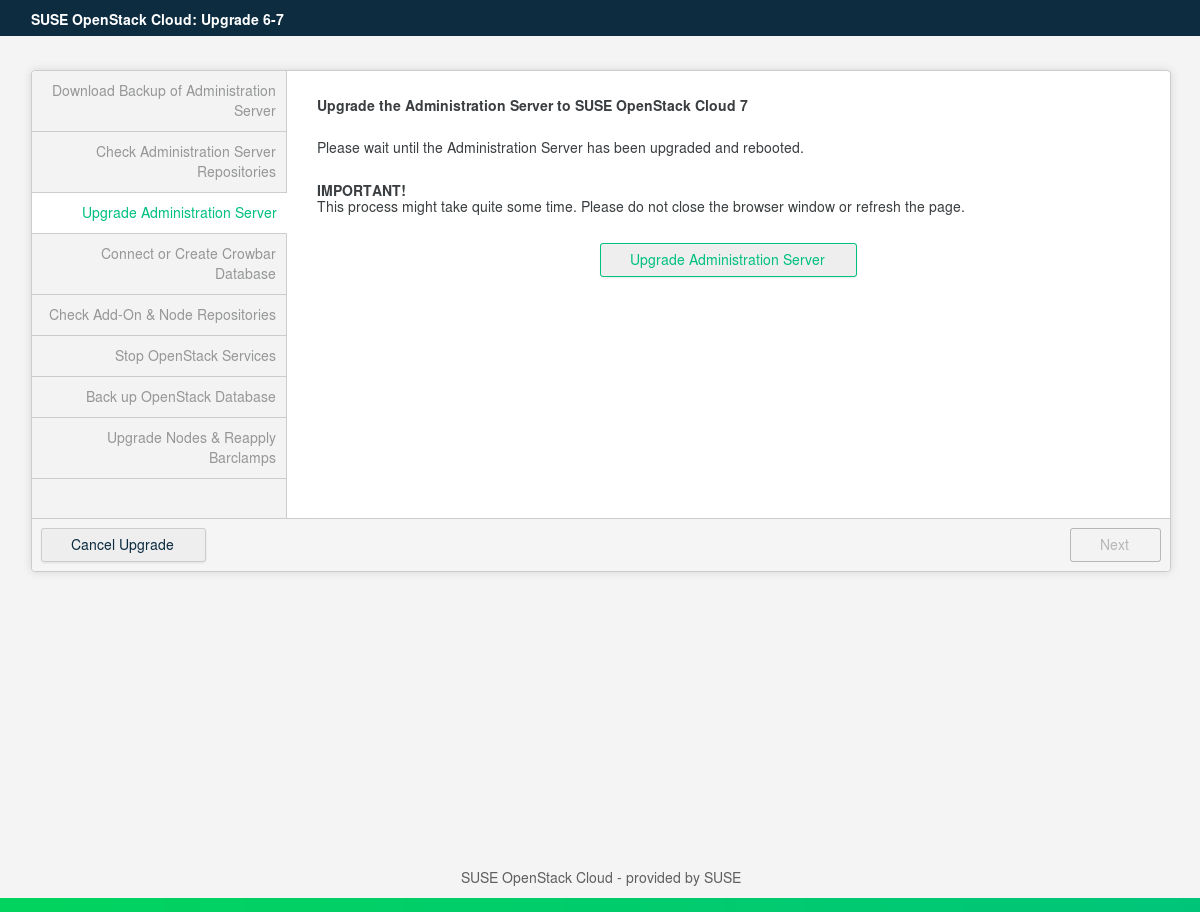 SUSE OpenStack Cloud: Upgrade 6-7
Download Backup of Administration
Server
Check Administration Server
Repositories
Upgrade Administration Server
Connect or Create Crowbar
Database
Check Add-On & Node Repositories
Stop OpenStack Services
Back up OpenStack Database
Upgrade Nodes & Reapply
Barclamps
Upgrade the Administration Server to SUSE OpenStack Cloud 7
Please wait until the Administration Server has been upgraded and rebooted.
IMPORTANT!
This process might take quite some time. Please do not close the browser window or refresh the page.
Upgrade Administration Server
Cancel Upgrade
Next
SUSE OpenStack Cloud - provided by SUSE